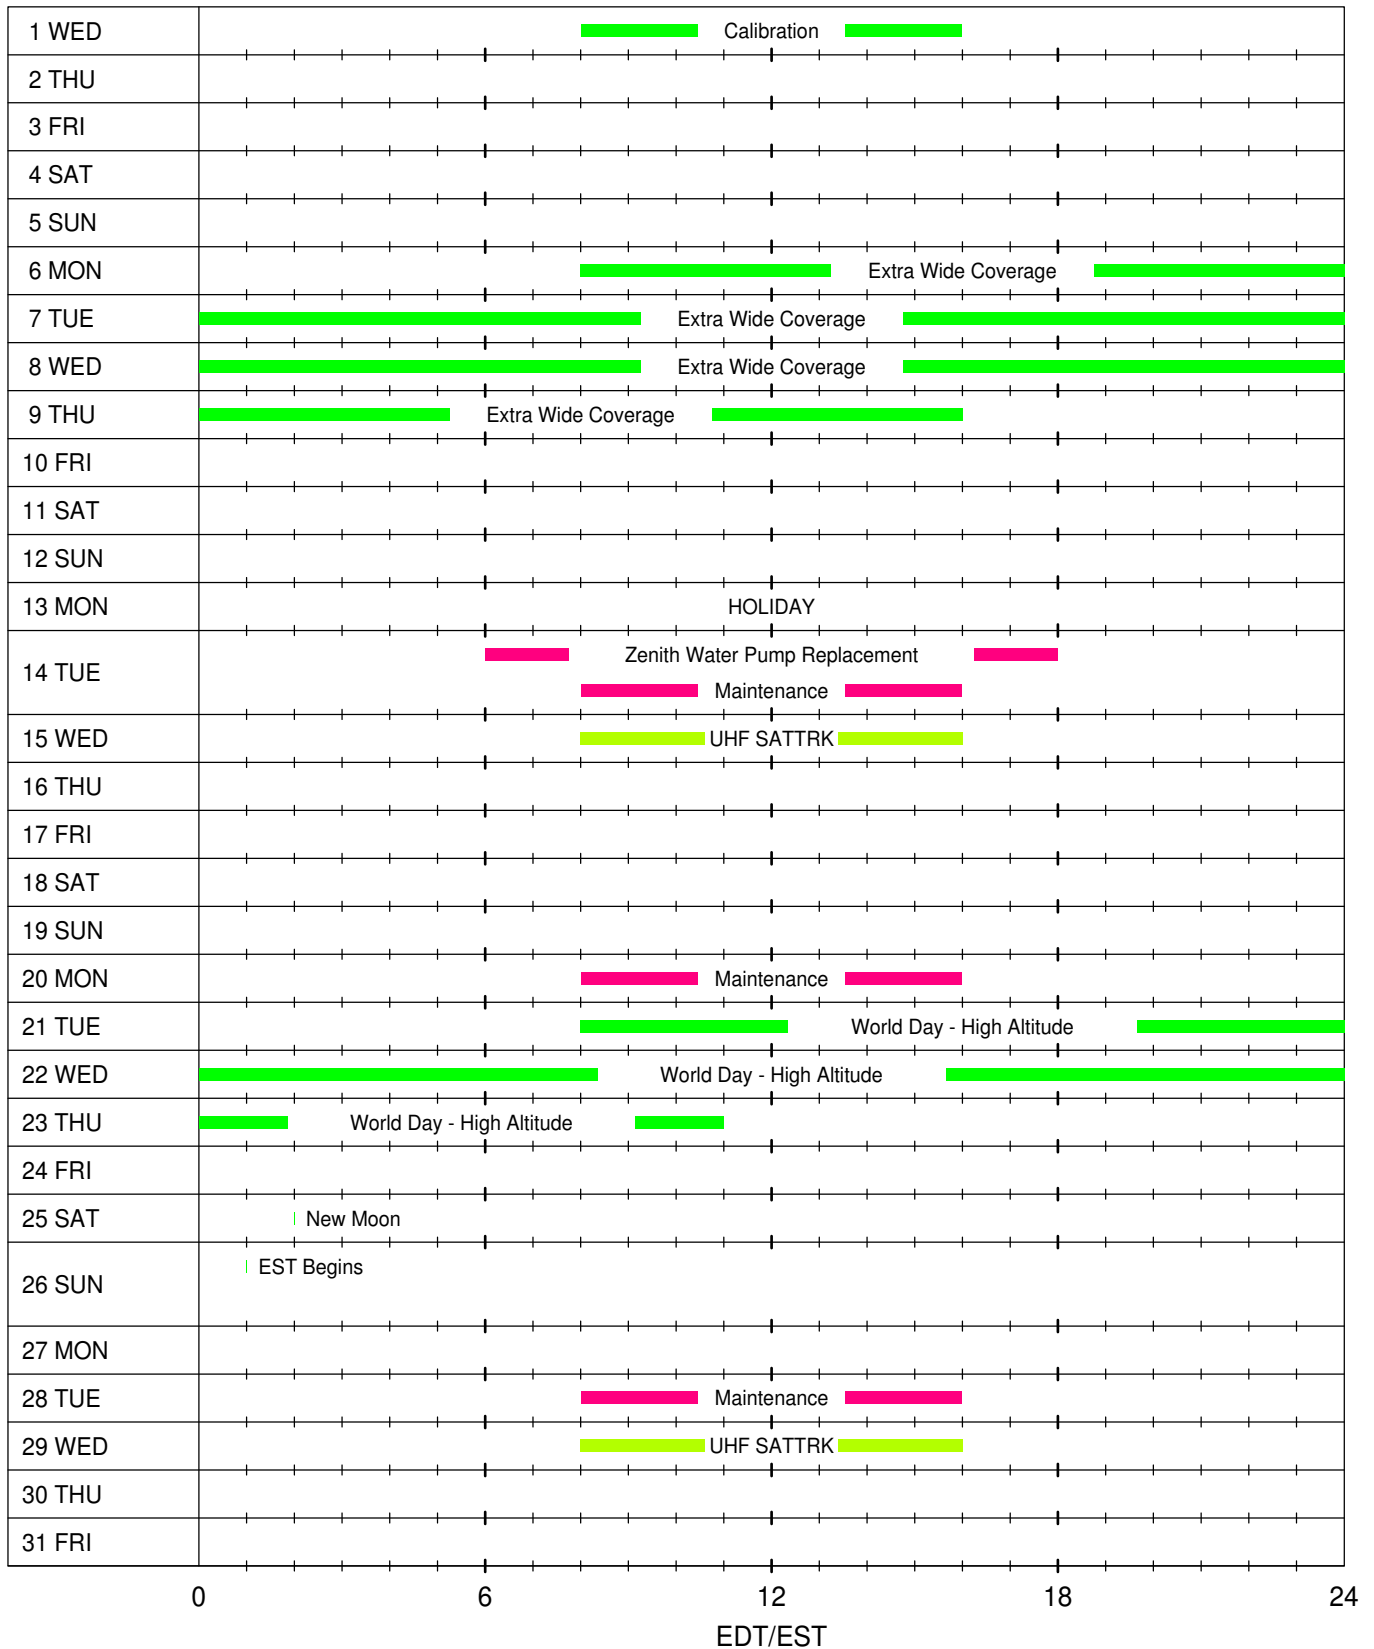 1 WED Calibration
2 THU
3 FRI
4 SAT
5 SUN
6 MON Extra Wide Coverage
7 TUE Extra Wide Coverage
8 WED Extra Wide Coverage
9 THU Extra Wide Coverage
10 FRI
11 SAT
12 SUN
13 MON HOLIDAY
14 TUE Zenith Water Pump Replacement
Maintenance
15 WED UHF SATTRK
16 THU
17 FRI
18 SAT
19 SUN
20 MON Maintenance
21 TUE World Day - High Altitude
22 WED World Day - High Altitude
23 THU World Day - High Altitude
24 FRI
25 SAT New Moon
26 SUN EST Begins
27 MON
28 TUE Maintenance
29 WED UHF SATTRK
30 THU
31 FRI
0 6 12 18 24
EDT/EST